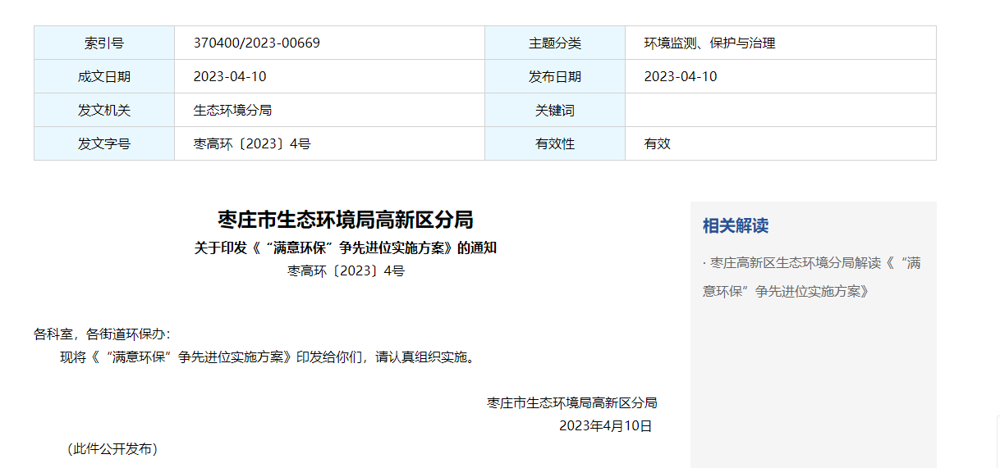 索引号 370400/2023-00669 主题分类 环境监测、保护与治理
成文日期 2023-04-10 发布日期 2023-04-10
发文机关 生态环境分局 关键词
发文字号 枣高环〔2023〕4号 有效性 有效
枣庄市生态环境局高新区分局
关于印发《“满意环保”争先进位实施方案》的通知
枣高环〔2023〕4号
各科室，各街道环保办：
现将《“满意环保”争先进位实施方案》印发给你们，请认真组织实施。
枣庄市生态环境局高新区分局
2023年4月10日
（此件公开发布）
相关解读
· 枣庄高新区生态环境分局解读《“满
意环保”争先进位实施方案》